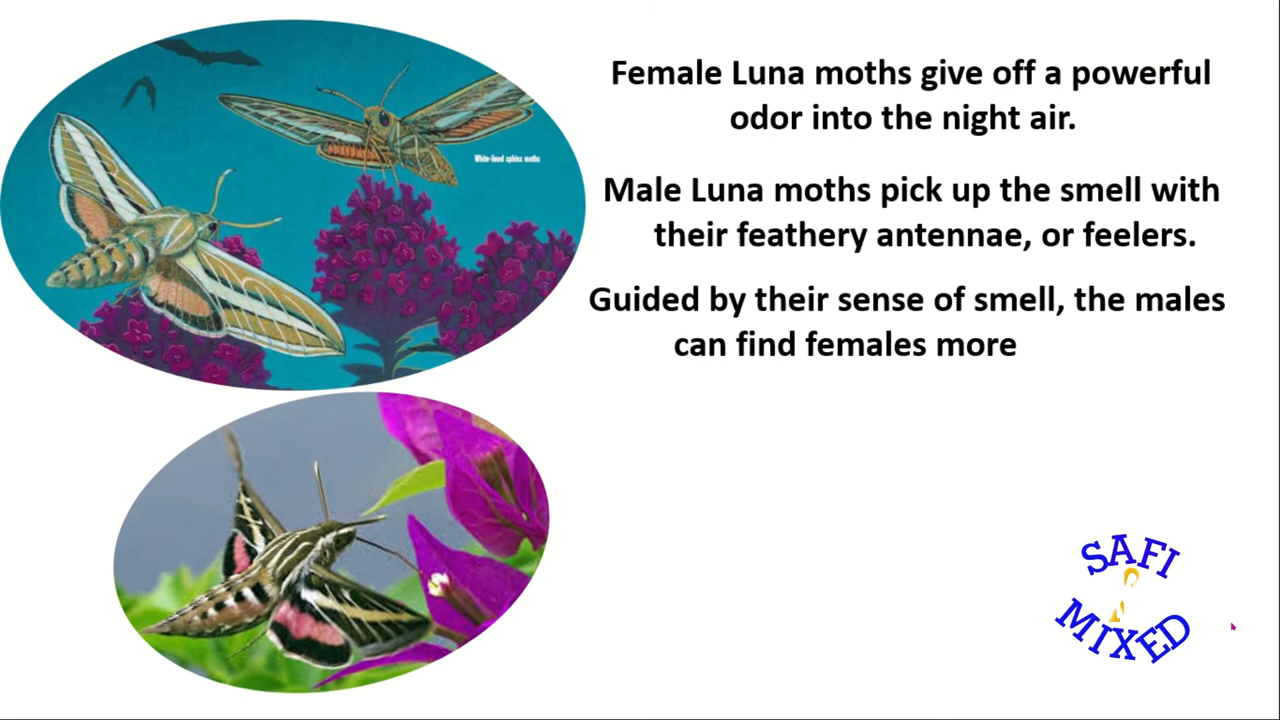 Female Luna moths give off a powerful
odor into the night air.
White-lined sphinx moths
Male Luna moths pick up the smell with
their feathery antennae, or feelers.
Guided by their sense of smell, the males
can find females more
SAFI
MIXED